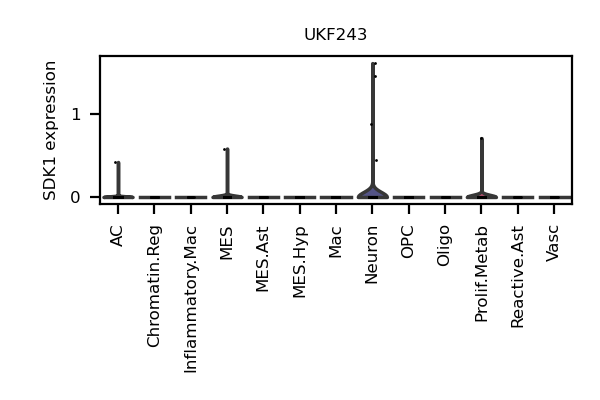 UKF243
SDK1 expression
1
0
AC
Chromatin.Reg
Inflammatory.Mac
MES
MES.Ast
MES.Hyp
Mac
Neuron
OPC
Oligo
Prolif.Metab
Reactive.Ast
Vasc